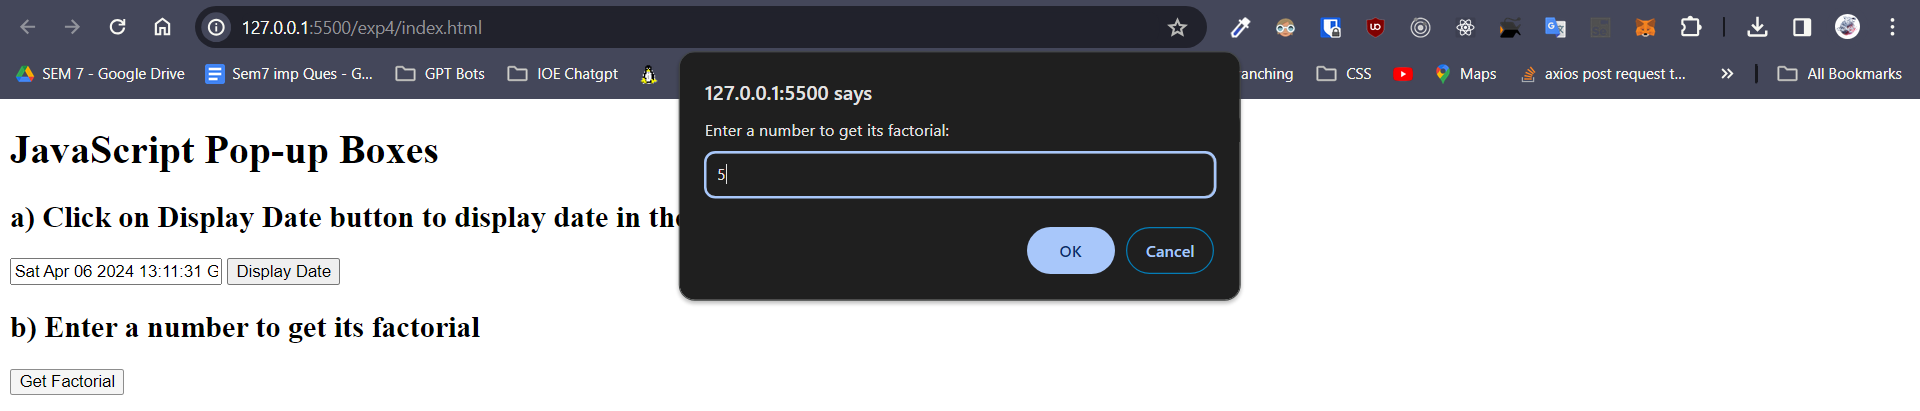 127.0.0.1:5500/exp4/index.html
SEM 7 - Google Drive
Sem7 imp Ques - G...
GPT Bots
IOE Chatgpt
anching
CSS
Maps
axios post request t...
All Bookmarks
127.0.0.1:5500 says
Enter a number to get its factorial:
5
OK
Cancel
JavaScript Pop-up Boxes
a) Click on Display Date button to display date in the
Sat Apr 06 2024 13:11:31 G
Display Date
b) Enter a number to get its factorial
Get Factorial